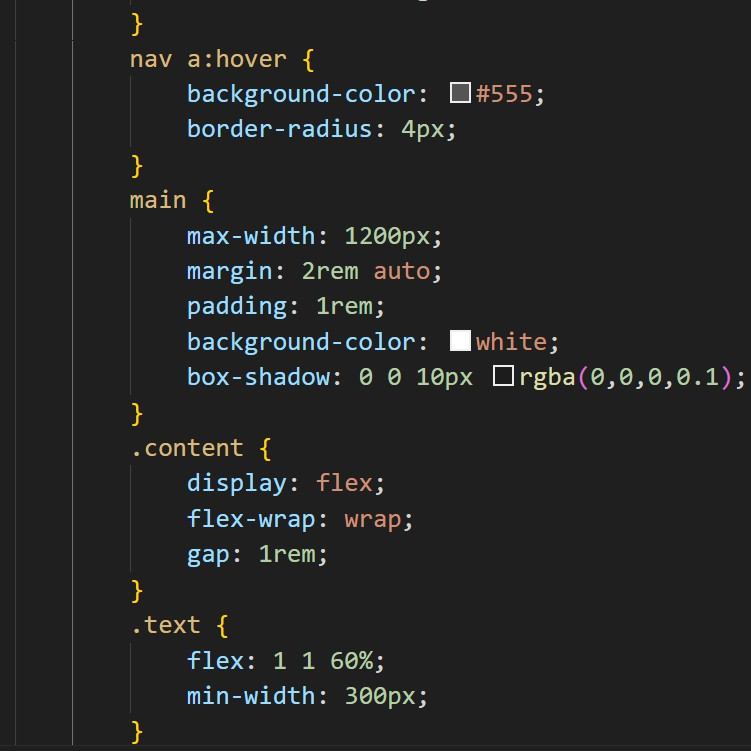 }
nav a:hover {
background-color: #555;
border-radius: 4px;
}
main {
max-width: 1200px;
margin: 2rem auto;
padding: 1rem;
background-color: white;
box-shadow: 0 0 10px rgba(0,0,0,0.1);
}
.content {
display: flex;
flex-wrap: wrap;
gap: 1rem;
}
.text {
flex: 1 1 60%;
min-width: 300px;
}